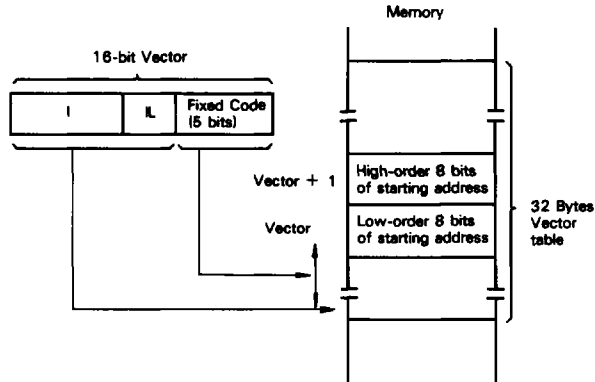 Memory
16-bit Vector
I
IL
Fixed Code
(5 bits)
Vector + 1
High-order 8 bits
of starting address
Vector
Low-order 8 bits
of starting address
32 Bytes
Vector
table